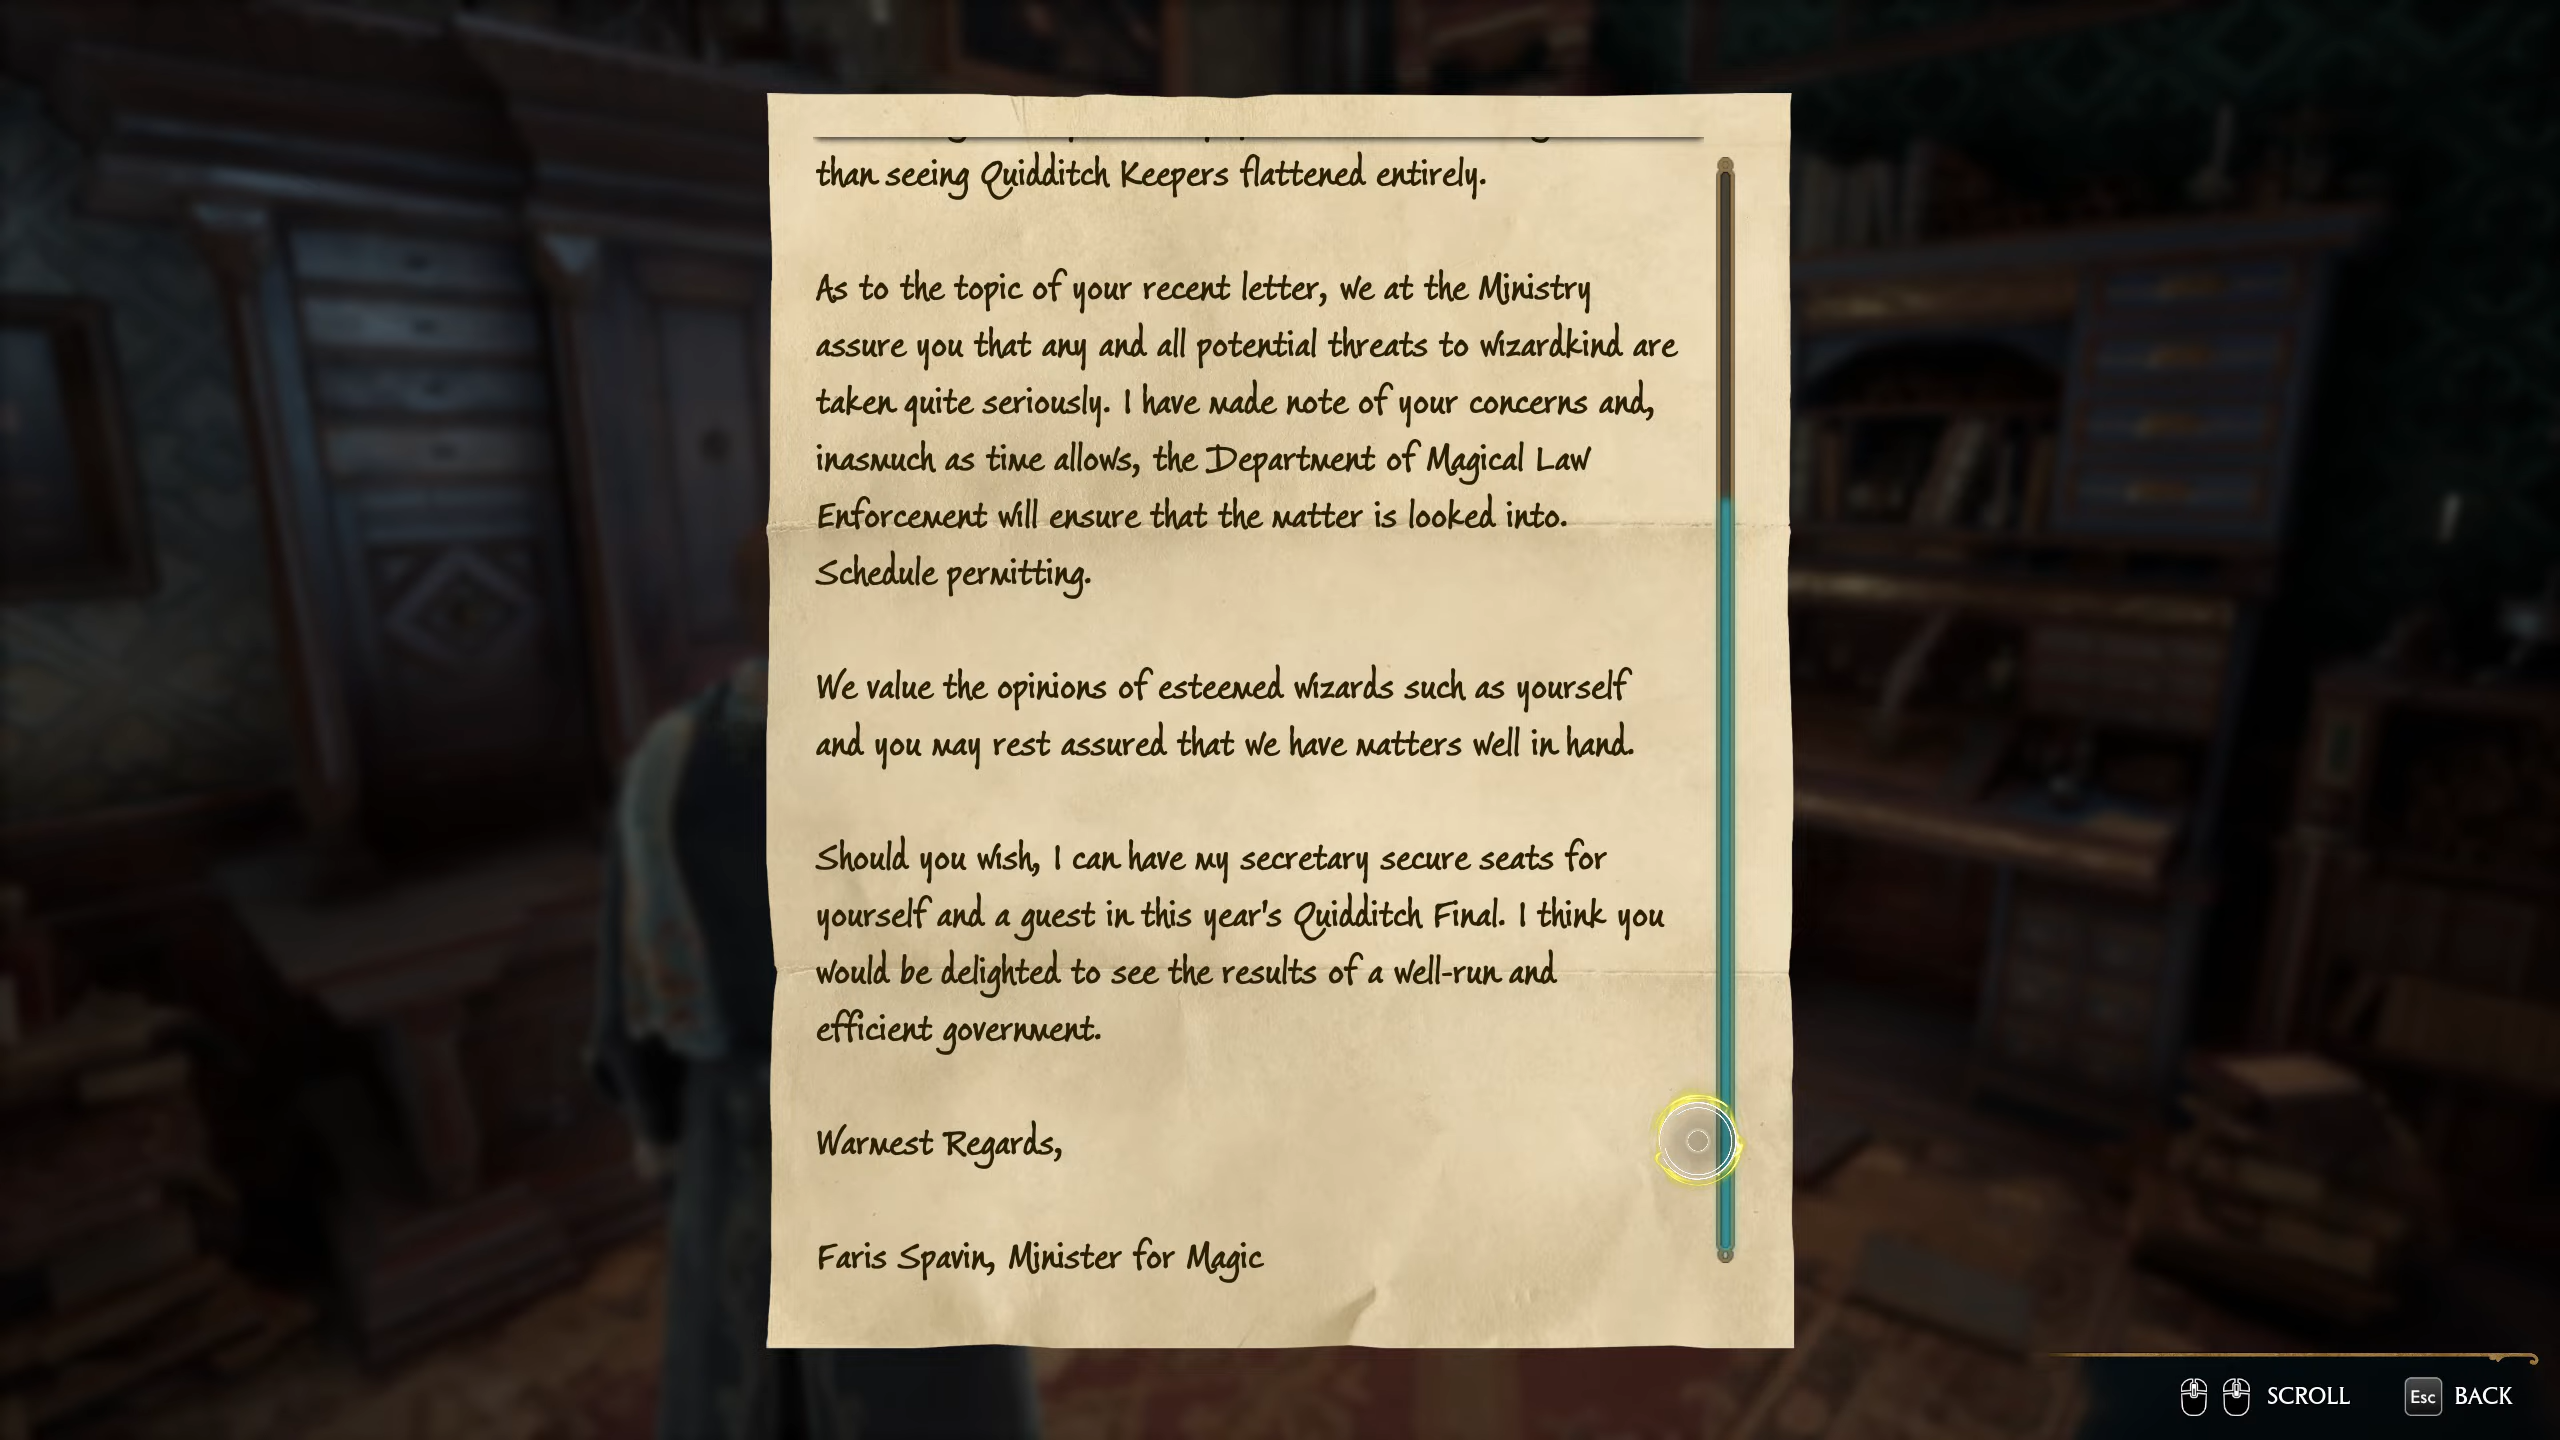 than seeing Quidditch Keepers flattened entirely.
As to the topic of your recent letter, we at the Ministry
assure you that any and all potential threats to wizardkind are
taken quite seriously. I have made note of your concerns and,
inasmuch as time allows, the Department of Magical Law
Enforcement will ensure that the matter is looked into.
Schedule permitting.
We value the opinions of esteemed wizards such as yourself
and you may rest assured that we have matters well in hand.
Should you wish, I can have my secretary secure seats for
yourself and a guest in this year's Quidditch Final. I think you
would be delighted to see the results of a well-run and
efficient government.
Warmest Regards,
Faris Spavin, Minister for Magic
SCROLL Esc BACK